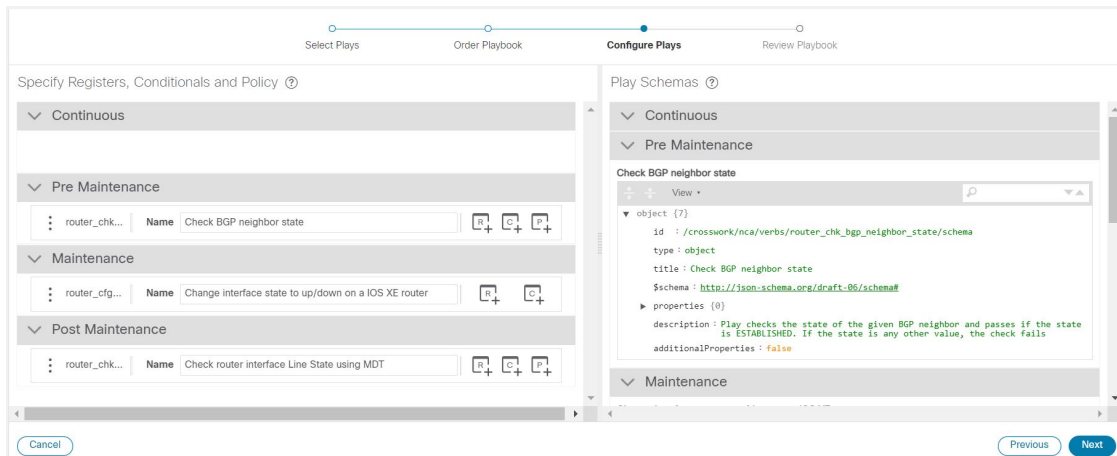 Select Plays
Order Playbook
Configure Plays
Review Playbook
Specify Registers, Conditionals and Policy ?
Continuous
Pre Maintenance
router_chk... Name Check BGP neighbor state R C P
Maintenance
router_cfg... Name Change interface state to up/down on a IOS XE router R C
Post Maintenance
router_chk... Name Check router interface Line State using MDT R C P
Play Schemas ?
Continuous
Pre Maintenance
Check BGP neighbor state
View
object {7}
id : /crosswork/nca/verbs/router_chk_bgp_neighbor_state/schema
type : object
title : Check BGP neighbor state
$schema : http://json-schema.org/draft-06/schema#
properties {0}
description : Play checks the state of the given BGP neighbor and passes if the state
is ESTABLISHED. If the state is any other value, the check fails
additionalProperties : false
Maintenance
Cancel
Previous
Next